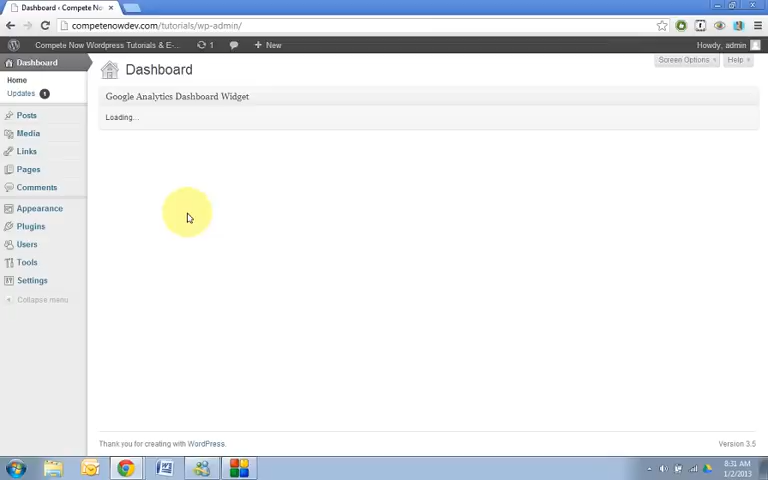 Dashboard ‹ Compete No
competenowdev.com/tutorials/wp-admin/
Compete Now Wordpress Tutorials & E-...
1
+ New
Howdy, admin
Dashboard
Dashboard
Screen Options
Help
Home
Updates 1
Google Analytics Dashboard Widget
Loading...
Posts
Media
Links
Pages
Comments
Appearance
Plugins
Users
Tools
Settings
Collapse menu
Thank you for creating with WordPress.
Version 3.5
8:31 AM
1/2/2013